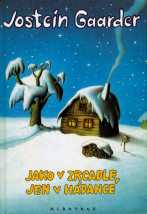 Jostein Gaarder
JAKO V ZRCADLE,
JEN V HÁDANCE
ALBATROS